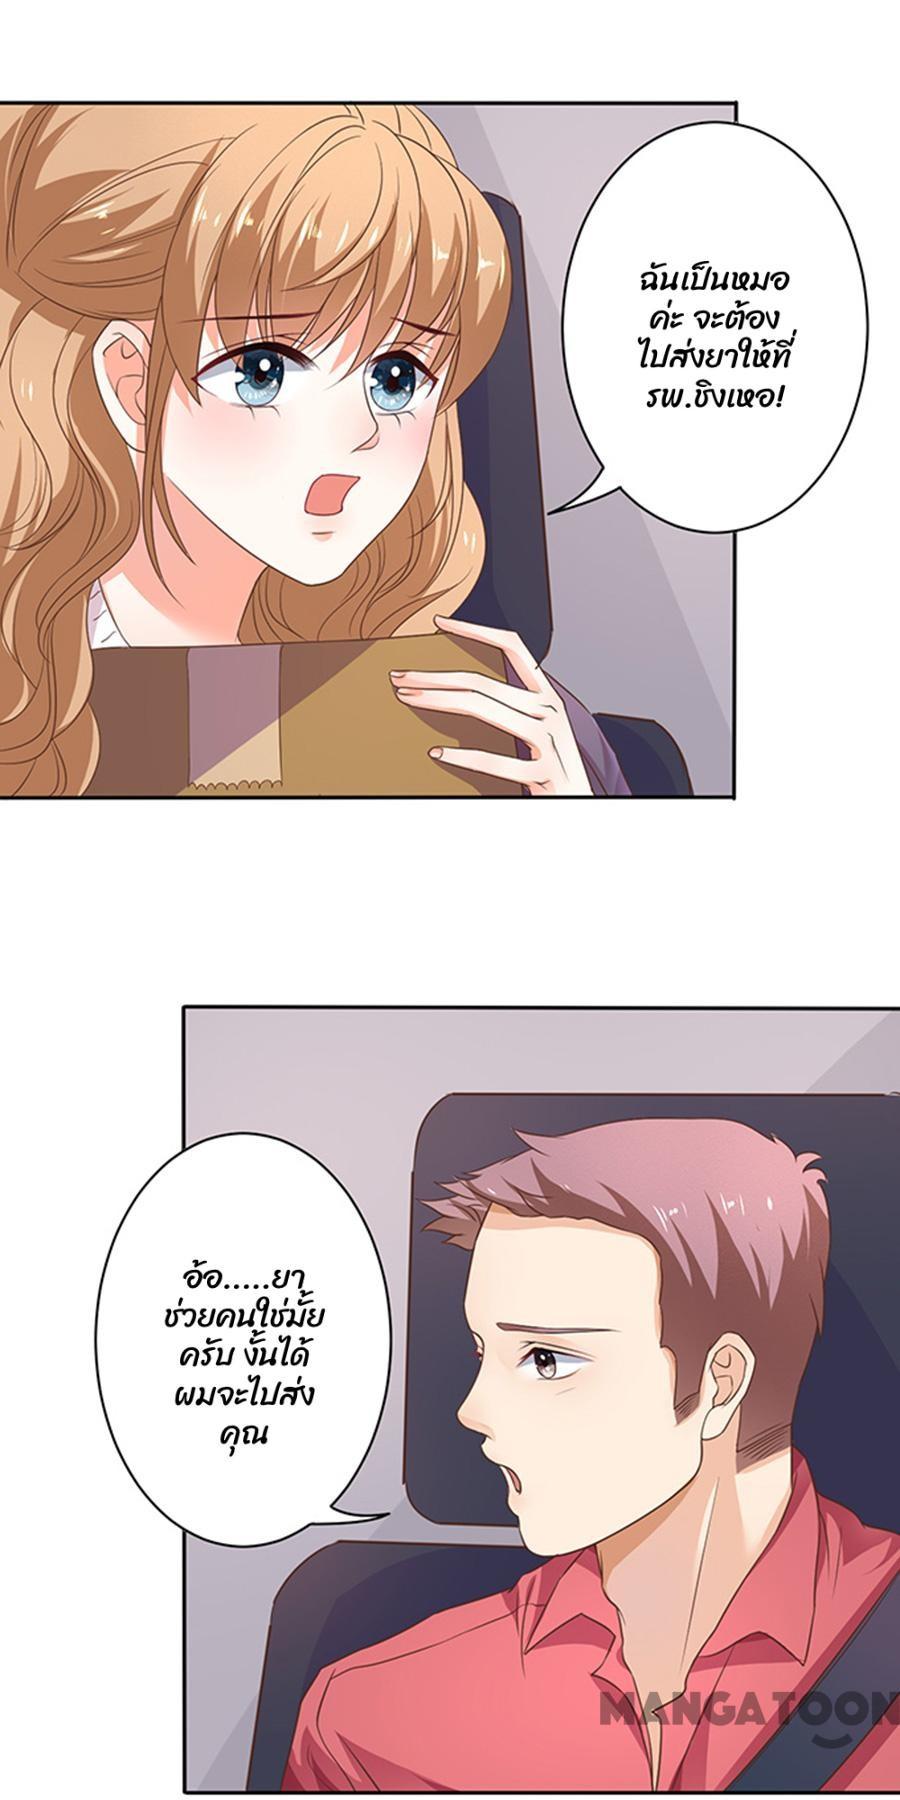 ฉันเป็นหมอ
ค่ะ จะต้อง
ไปส่งยาให้ที่
รพ.ชิงเหอ!
อ้อ.....ยา
ช่วยคนใช่มั้ย
ครับ งั้นได้
ผมจะไปส่ง
คุณ
MANGATOON